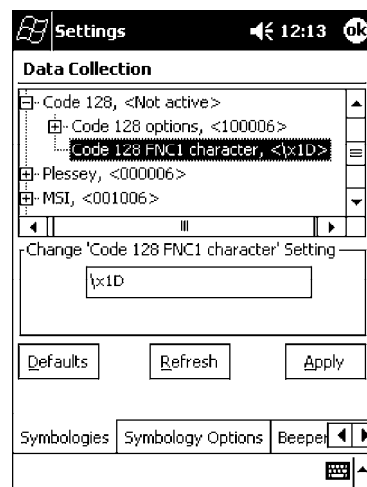 Settings 12:13 ok
Data Collection
Code 128, <Not active>
Code 128 options, <100006>
Code 128 FNC1 character, <\x1D>
Plessey, <000006>
MSI, <001006>
Change 'Code 128 FNC1 character' Setting
\x1D
Defaults Refresh Apply
Symbologies Symbology Options Beeper